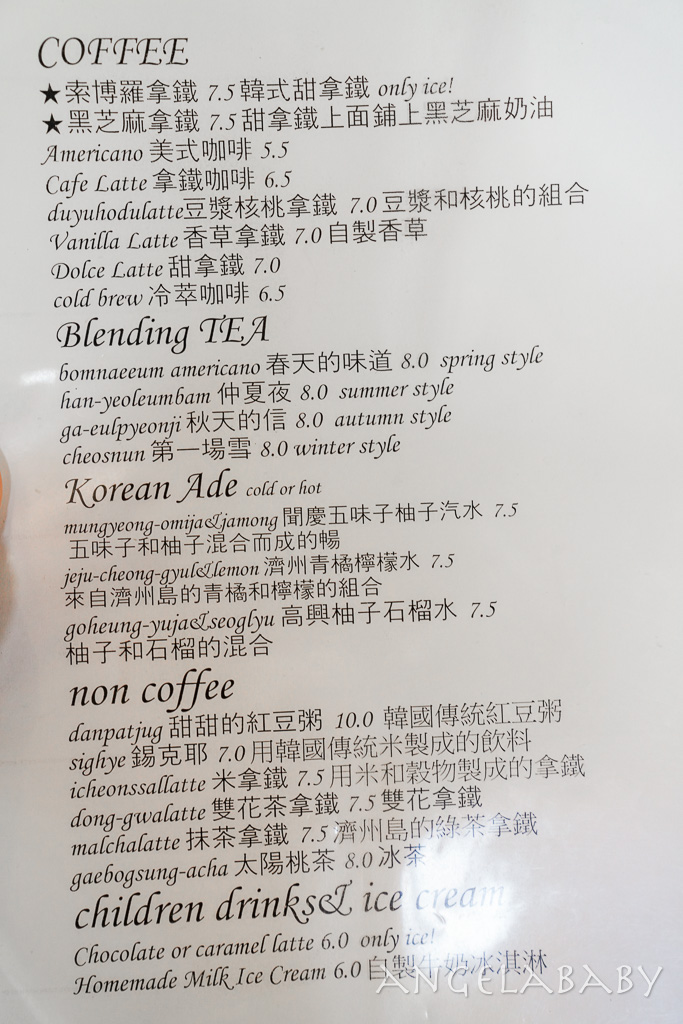 COFFEE
★索博羅拿鐵 7.5 韓式甜拿鐵 only ice!
★黑芝麻拿鐵 7.5 甜拿鐵上面鋪上黑芝麻奶油
Americano 美式咖啡 5.5
Cafe Latte 拿鐵咖啡 6.5
duyuhodulatte豆漿核桃拿鐵 7.0 豆漿和核桃的組合
Vanilla Latte 香草拿鐵 7.0 自製香草
Dolce Latte 甜拿鐵 7.0
cold brew 冷萃咖啡 6.5
Blending TEA
bomnaeeum americano 春天的味道 8.0 spring style
han-yeoleumbam 仲夏夜 8.0 summer style
ga-eulpyeonji 秋天的信 8.0 autumn style
cheosnun 第一場雪 8.0 winter style
Korean Ade cold or hot
mungyeong-omija&jamong 聞慶五味子柚子汽水 7.5
五味子和柚子混合而成的暢
jeju-cheong-gyul&lemon 濟州青橘檸檬水 7.5
來自濟州島的青橘和檸檬的組合
goheung-yuja&seoglyu 高興柚子石榴水 7.5
柚子和石榴的混合
non coffee
danpatjug 甜甜的紅豆粥 10.0 韓國傳統紅豆粥
sighye 錫克耶 7.0 用韓國傳統米製成的飲料
icheonssallatte 米拿鐵 7.5 用米和穀物製成的拿鐵
dong-gwalatte 雙花茶拿鐵 7.5 雙花拿鐵
malchalatte 抹茶拿鐵 7.5 濟州島的綠茶拿鐵
gaebogsung-acha 太陽桃茶 8.0 冰茶
children drinks& ice cream
Chocolate or caramel latte 6.0 only ice!
Homemade Milk Ice Cream 6.0 自製牛奶冰淇淋
ANGELABABY